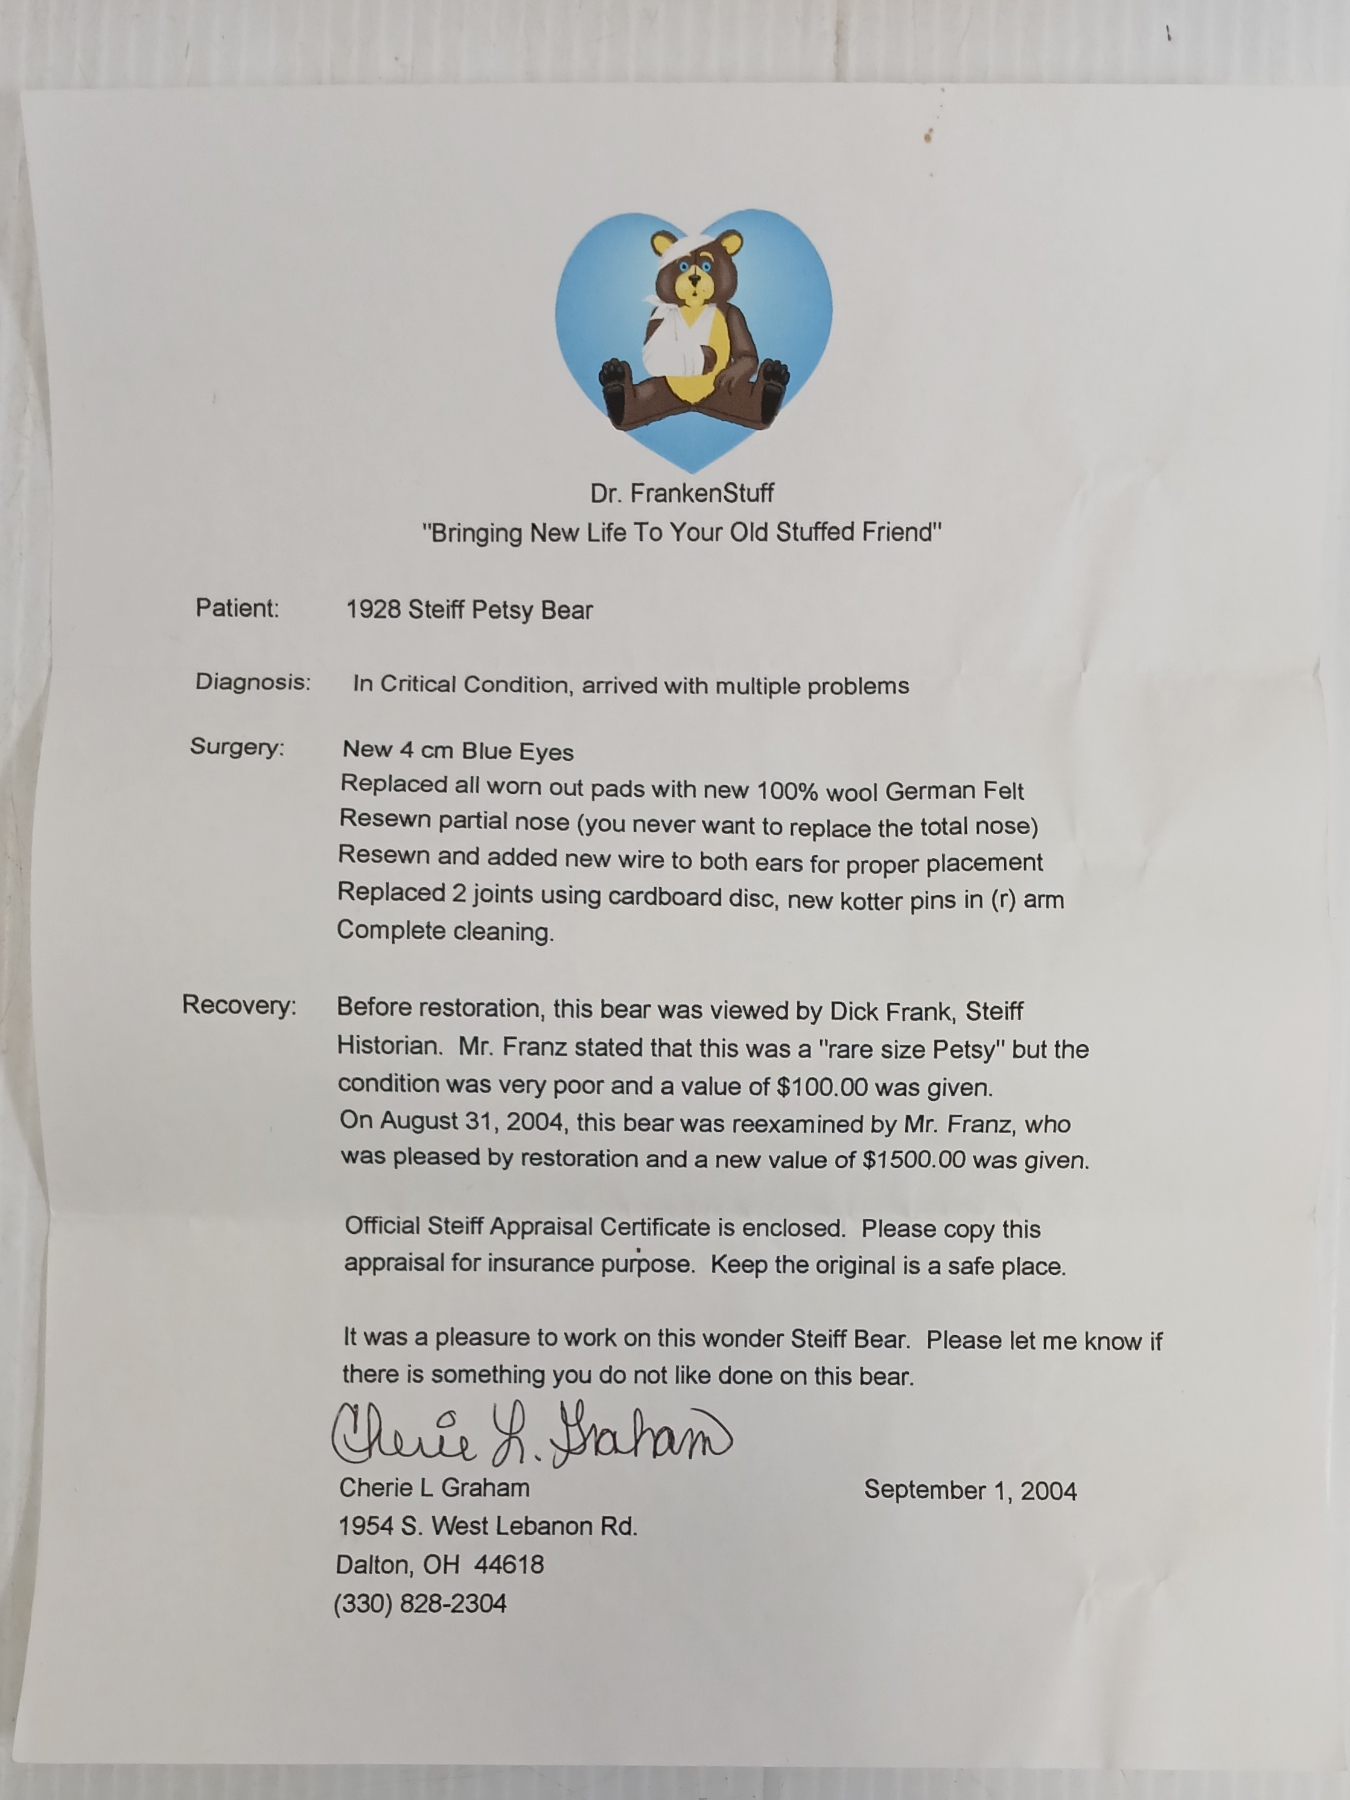 Dr. FrankenStuff
"Bringing New Life To Your Old Stuffed Friend"
Patient: 1928 Steiff Petsy Bear
Diagnosis: In Critical Condition, arrived with multiple problems
Surgery: New 4 cm Blue Eyes
Replaced all worn out pads with new 100% wool German Felt
Resewn partial nose (you never want to replace the total nose)
Resewn and added new wire to both ears for proper placement
Replaced 2 joints using cardboard disc, new kotter pins in (r) arm
Complete cleaning.
Recovery: Before restoration, this bear was viewed by Dick Frank, Steiff
Historian. Mr. Franz stated that this was a "rare size Petsy" but the
condition was very poor and a value of $100.00 was given.
On August 31, 2004, this bear was reexamined by Mr. Franz, who
was pleased by restoration and a new value of $1500.00 was given.
Official Steiff Appraisal Certificate is enclosed. Please copy this
appraisal for insurance purpose. Keep the original is a safe place.
It was a pleasure to work on this wonder Steiff Bear. Please let me know if
there is something you do not like done on this bear.
Cherie L. Graham
Cherie L Graham September 1, 2004
1954 S. West Lebanon Rd.
Dalton, OH 44618
(330) 828-2304